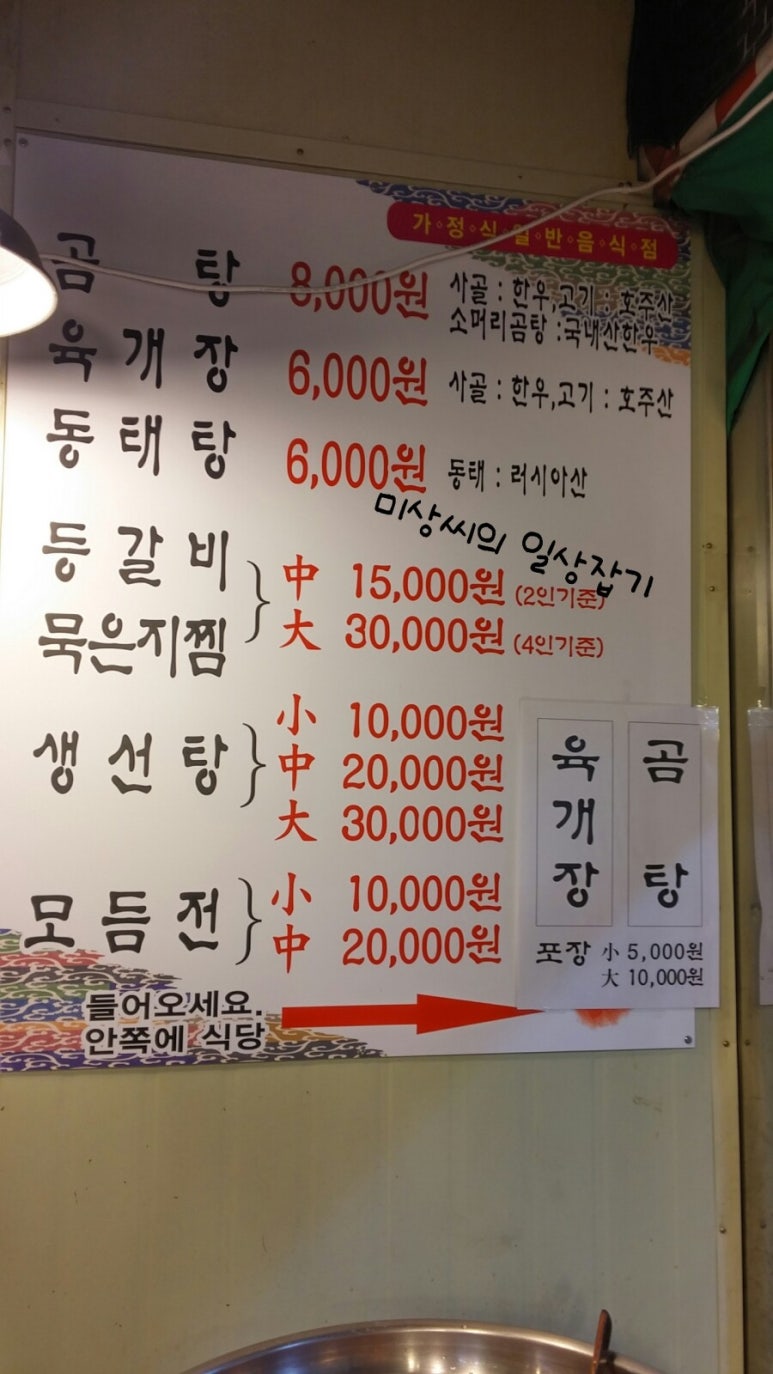 가·정·식·일·반·음·식·점
곰탕 8,000원 사골 : 한우,고기 : 호주산
소머리곰탕 :국내산한우
육개장 6,000원 사골 : 한우,고기 : 호주산
동태탕 6,000원 동태 : 러시아산
미상씨의 일상잡기
등갈비
묵은지찜
中 15,000원 (2인기준)
大 30,000원 (4인기준)
생선탕
小 10,000원
中 20,000원
大 30,000원
모듬전
小 10,000원
中 20,000원
육개장
곰탕
포장 小 5,000원
大 10,000원
들어오세요.
안쪽에 식당